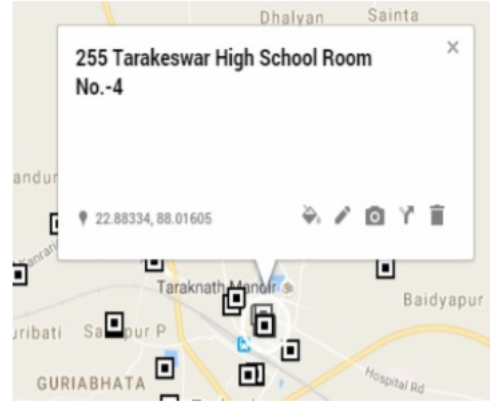 Dhalyan Sainta
255 Tarakeswar High School Room
No.-4
22.88334, 88.01605
Taraknath Mandir
Baidyapur
GURIABHATA
Hospital Rd